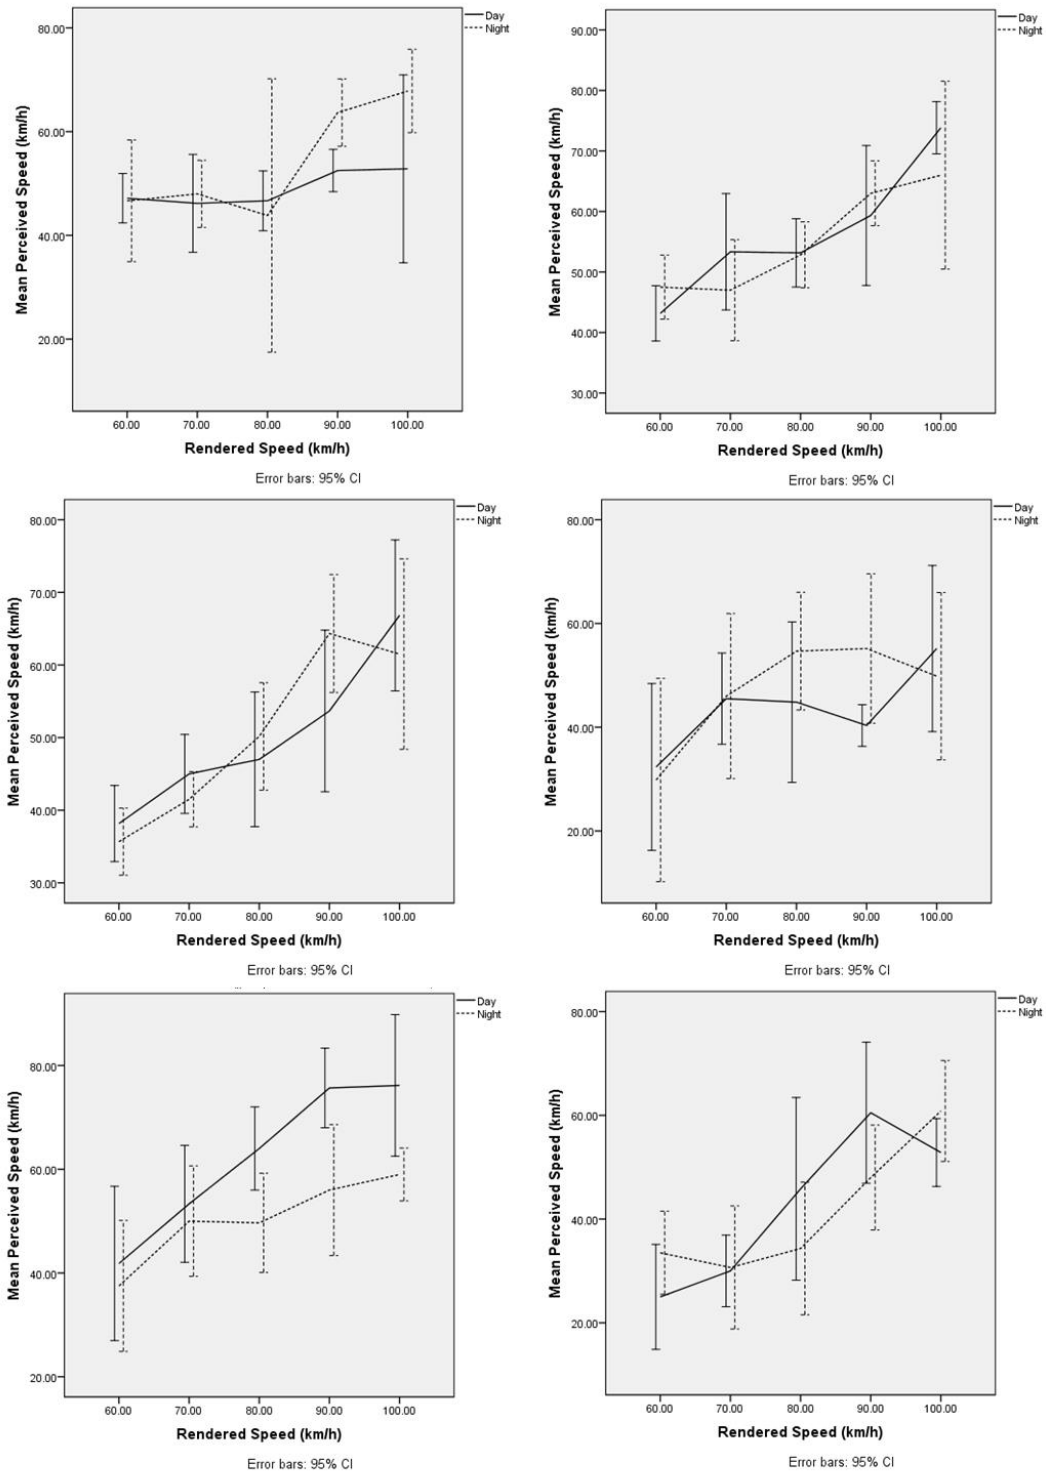 Day
Night
80.00
60.00
40.00
20.00
Mean Perceived Speed (km/h)
60.00 70.00 80.00 90.00 100.00
Rendered Speed (km/h)
Error bars: 95% CI
Day
Night
90.00
80.00
70.00
60.00
50.00
40.00
30.00
Mean Perceived Speed (km/h)
60.00 70.00 80.00 90.00 100.00
Rendered Speed (km/h)
Error bars: 95% CI
Day
Night
80.00
70.00
60.00
50.00
40.00
30.00
Mean Perceived Speed (km/h)
60.00 70.00 80.00 90.00 100.00
Rendered Speed (km/h)
Error bars: 95% CI
Day
Night
80.00
60.00
40.00
20.00
Mean Perceived Speed (km/h)
60.00 70.00 80.00 90.00 100.00
Rendered Speed (km/h)
Error bars: 95% CI
Day
Night
80.00
60.00
40.00
20.00
Mean Perceived Speed (km/h)
60.00 70.00 80.00 90.00 100.00
Rendered Speed (km/h)
Error bars: 95% CI
Day
Night
80.00
60.00
40.00
20.00
Mean Perceived Speed (km/h)
60.00 70.00 80.00 90.00 100.00
Rendered Speed (km/h)
Error bars: 95% CI